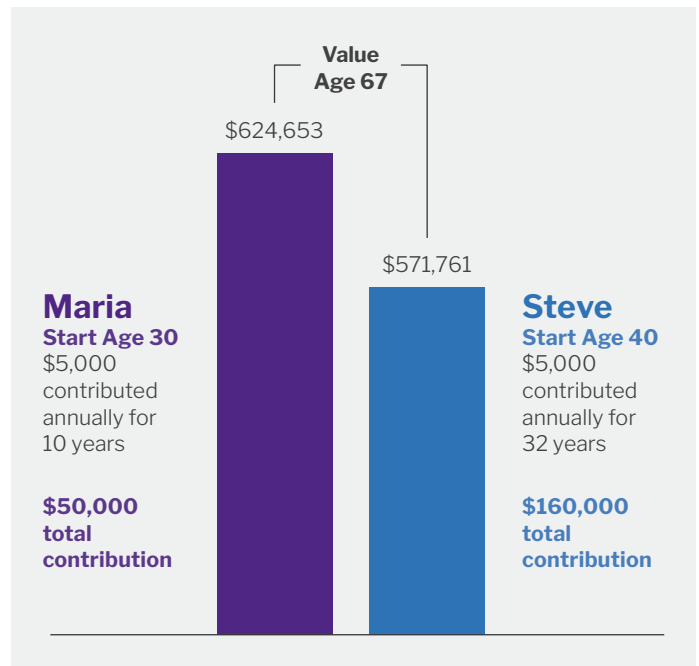 Value
Age 67
$624,653
$571,761
Maria
Start Age 30
$5,000
contributed
annually for
10 years
$50,000
total
contribution
Steve
Start Age 40
$5,000
contributed
annually for
32 years
$160,000
total
contribution